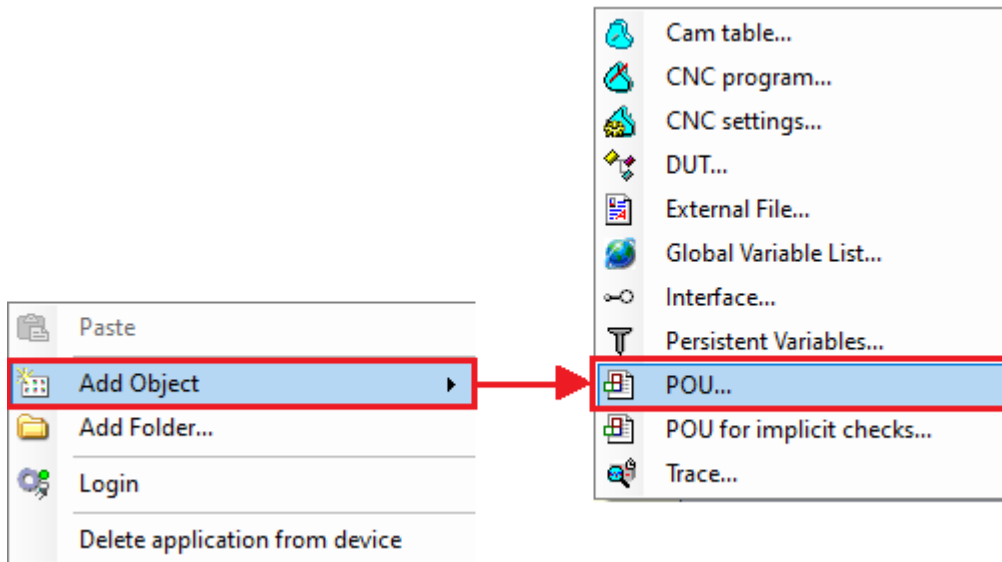 Cam table...
CNC program...
CNC settings...
DUT...
External File...
Global Variable List...
Interface...
Persistent Variables...
POU...
POU for implicit checks...
Trace...
Paste
Add Object
Add Folder...
Login
Delete application from device